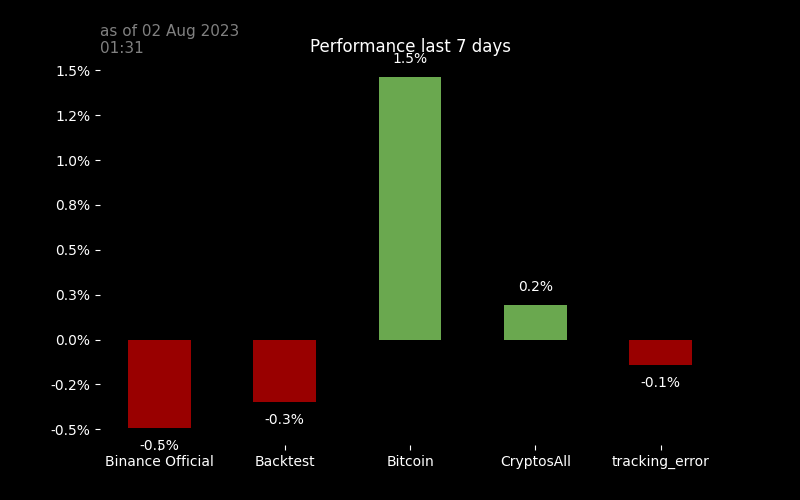 as of 02 Aug 2023
01:31
Performance last 7 days
1.5%
1.5%
1.2%
1.0%
0.8%
0.5%
0.3%
0.2%
0.0%
-0.2%
-0.1%
-0.3%
-0.5%
-0.5%
Binance Official
Backtest
Bitcoin
CryptosAll
tracking_error